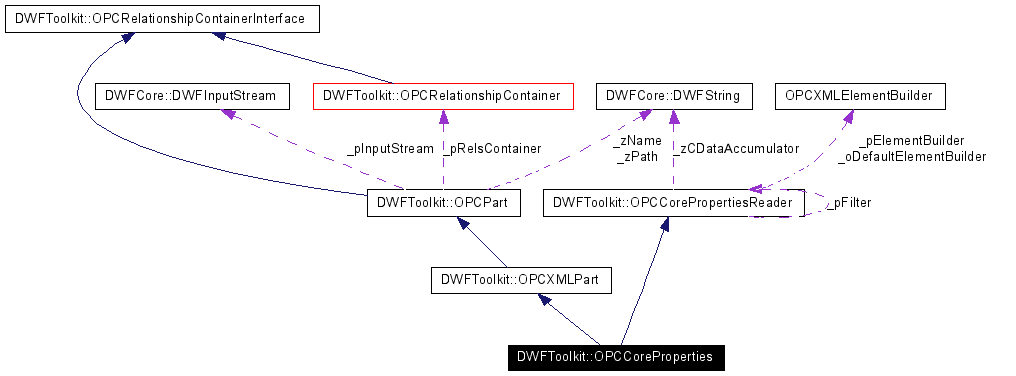 DWFToolkit::OPCRelationshipContainerInterface
DWFCore::DWFInputStream
DWFToolkit::OPCRelationshipContainer
DWFCore::DWFString
OPCXMLElementBuilder
_pInputStream
_pRelsContainer
_zName
_zPath
_zCDataAccumulator
_pElementBuilder
_oDefaultElementBuilder
DWFToolkit::OPCPart
DWFToolkit::OPCCorePropertiesReader
_pFilter
DWFToolkit::OPCXMLPart
DWFToolkit::OPCCoreProperties